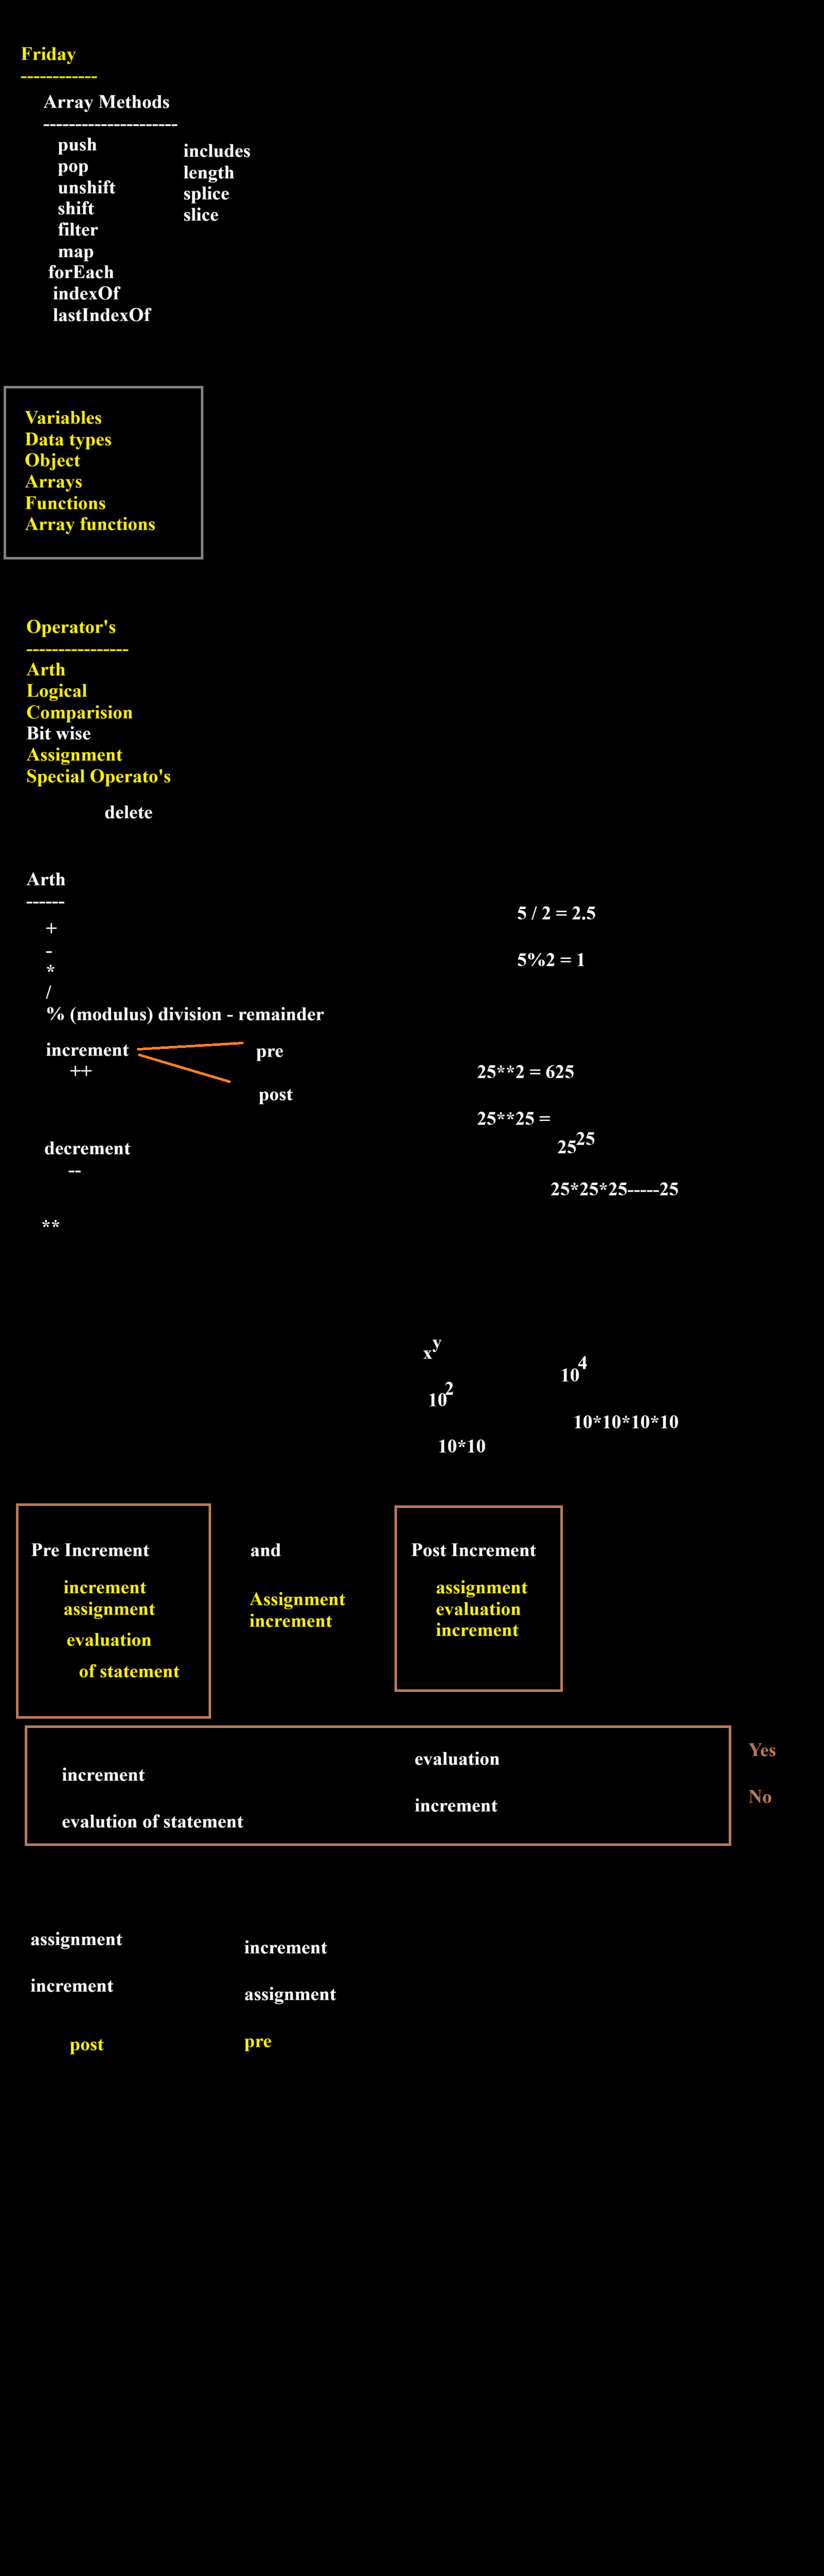 Friday
------------
Array Methods
---------------------
push
pop
unshift
shift
filter
map
forEach
indexOf
lastIndexOf
includes
length
splice
slice
Variables
Data types
Object
Arrays
Functions
Array functions
Operator's
----------------
Arth
Logical
Comparision
Bit wise
Assignment
Special Operato's
delete
Arth
------
+
-
*
/
% (modulus) division - remainder
increment
++
pre
post
decrement
--
**
5 / 2 = 2.5
5%2 = 1
25**2 = 625
25**25 =
25^25
25*25*25-----25
x^y
10^2
10*10
10^4
10*10*10*10
Pre Increment
increment
assignment
evaluation
of statement
and
Assignment
increment
Post Increment
assignment
evaluation
increment
increment
evalution of statement
evaluation
increment
Yes
No
assignment
increment
post
increment
assignment
pre